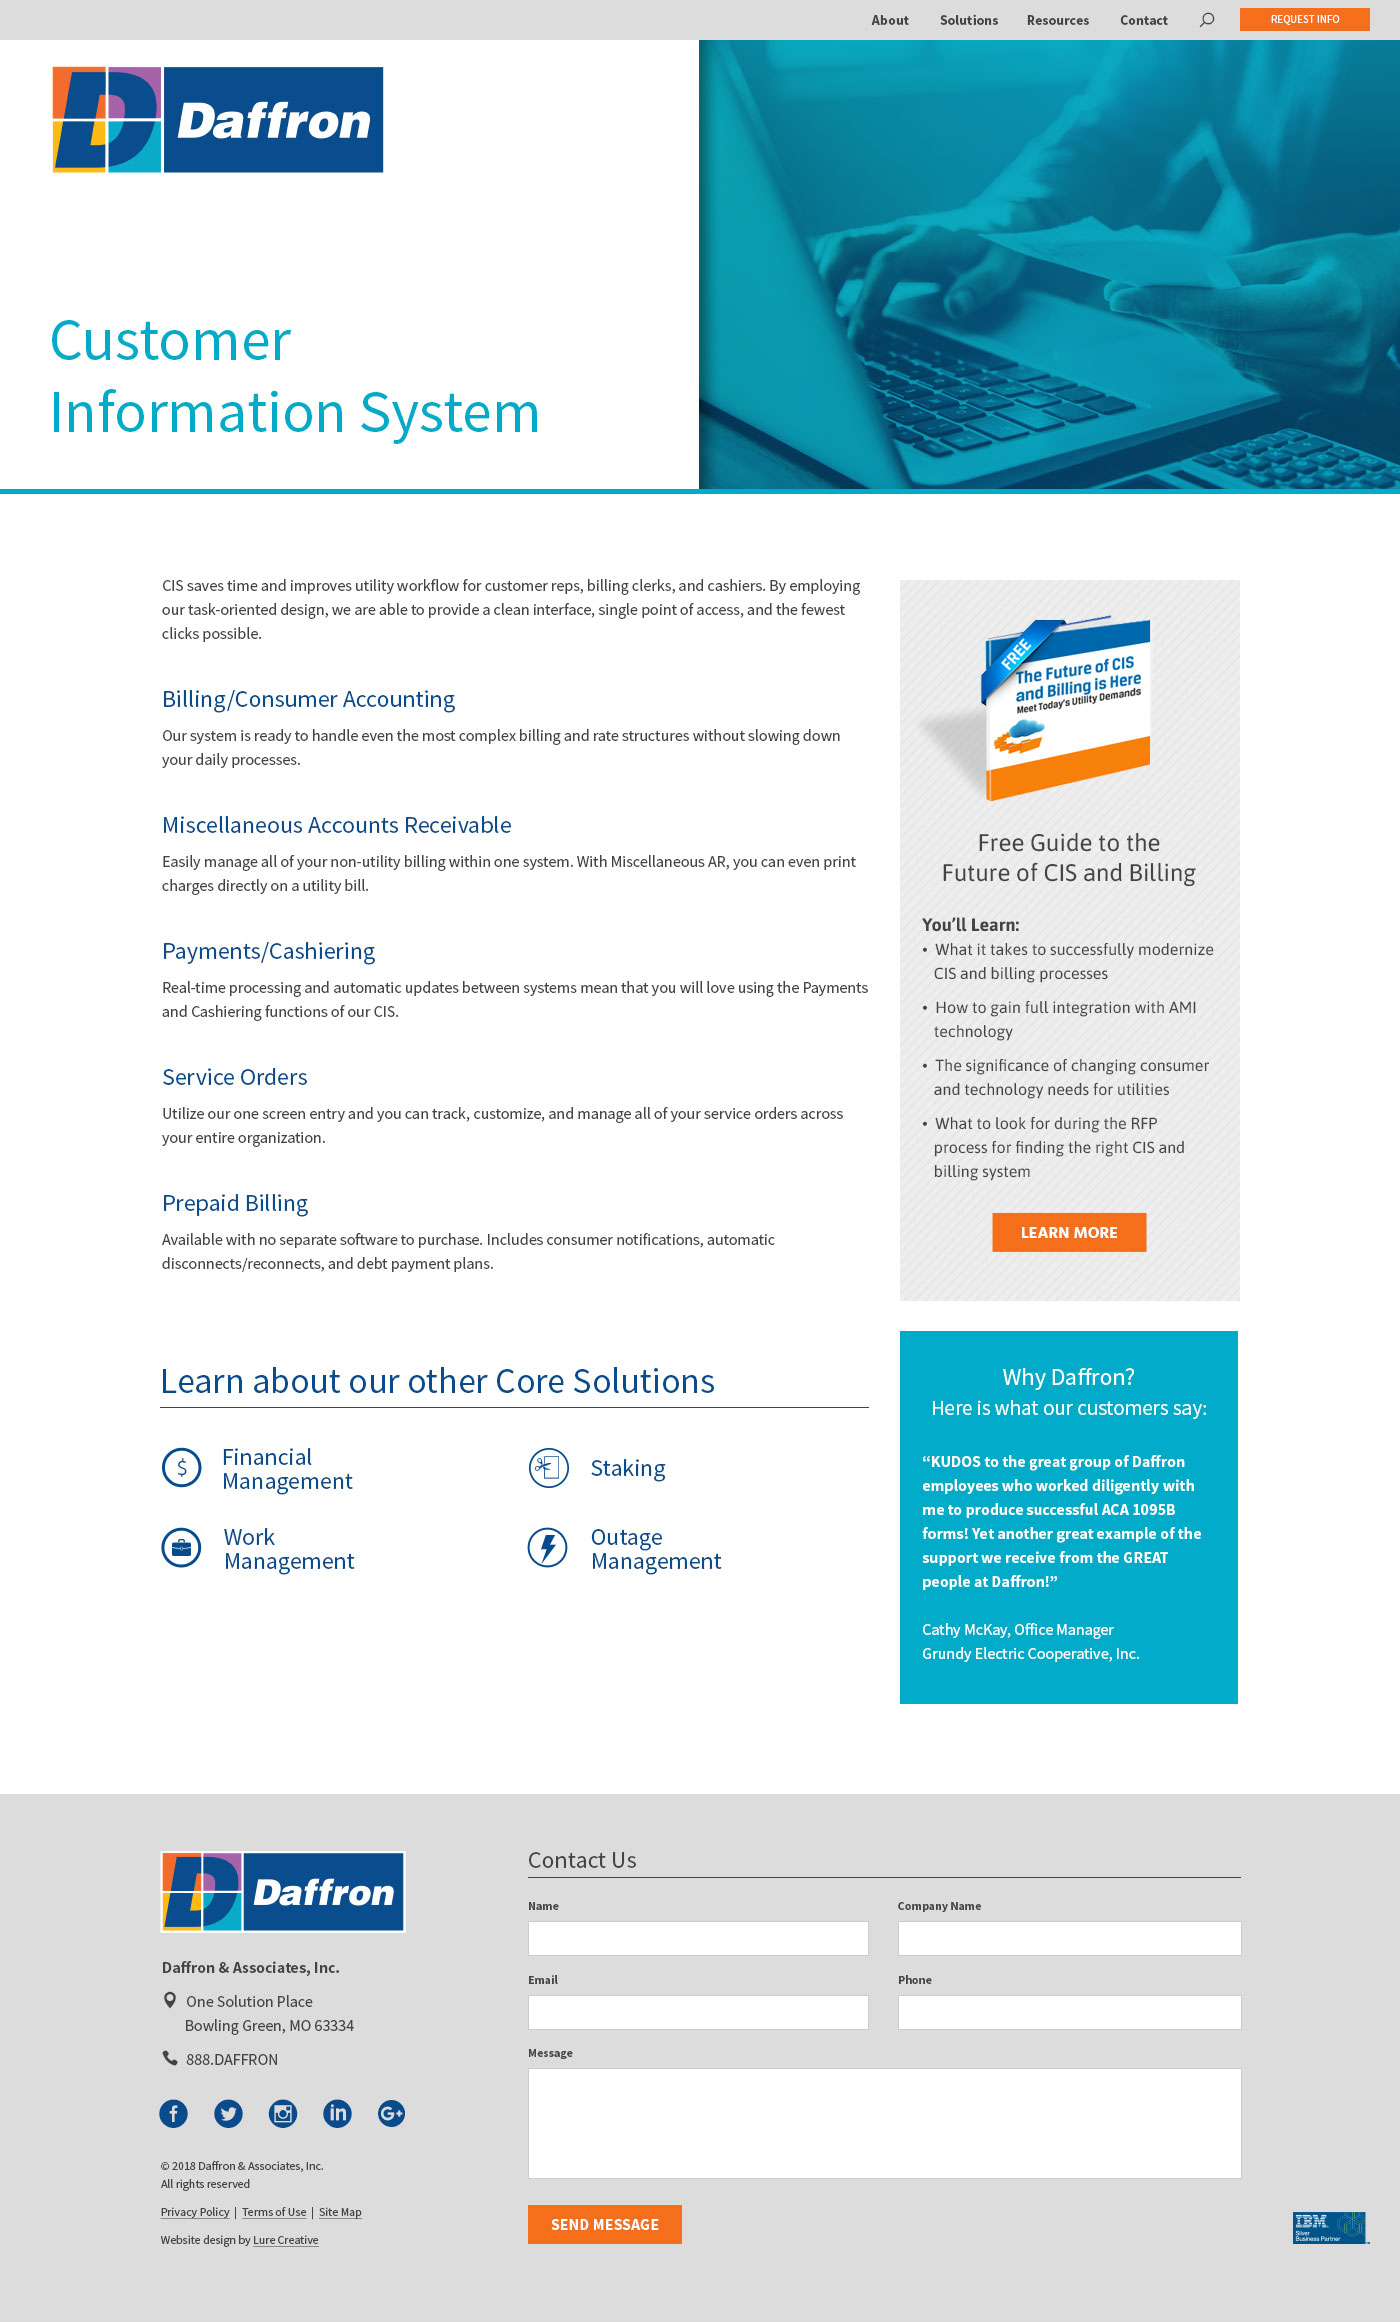 About Solutions Resources Contact REQUEST INFO
Daffron
Customer
Information System
CIS saves time and improves utility workflow for customer reps, billing clerks, and cashiers. By employing
our task-oriented design, we are able to provide a clean interface, single point of access, and the fewest
clicks possible.
Billing/Consumer Accounting
Our system is ready to handle even the most complex billing and rate structures without slowing down
your daily processes.
Miscellaneous Accounts Receivable
Easily manage all of your non-utility billing within one system. With Miscellaneous AR, you can even print
charges directly on a utility bill.
Payments/Cashiering
Real-time processing and automatic updates between systems mean that you will love using the Payments
and Cashiering functions of our CIS.
Service Orders
Utilize our one screen entry and you can track, customize, and manage all of your service orders across
your entire organization.
Prepaid Billing
Available with no separate software to purchase. Includes consumer notifications, automatic
disconnects/reconnects, and debt payment plans.
Learn about our other Core Solutions
Financial
Management
Staking
Work
Management
Outage
Management
FREE
The Future of CIS
and Billing is Here
Meet Today's Utility Demands
Free Guide to the
Future of CIS and Billing
You’ll Learn:
• What it takes to successfully modernize
CIS and billing processes
• How to gain full integration with AMI
technology
• The significance of changing consumer
and technology needs for utilities
• What to look for during the RFP
process for finding the right CIS and
billing system
LEARN MORE
Why Daffron?
Here is what our customers say:
“KUDOS to the great group of Daffron
employees who worked diligently with
me to produce successful ACA 1095B
forms! Yet another great example of the
support we receive from the GREAT
people at Daffron!”
Cathy McKay, Office Manager
Grundy Electric Cooperative, Inc.
Daffron
Daffron & Associates, Inc.
One Solution Place
Bowling Green, MO 63334
888.DAFFRON
© 2018 Daffron & Associates, Inc.
All rights reserved
Privacy Policy | Terms of Use | Site Map
Website design by Lure Creative
Contact Us
Name
Company Name
Email
Phone
Message
SEND MESSAGE
IBM
Silver
Business Partner